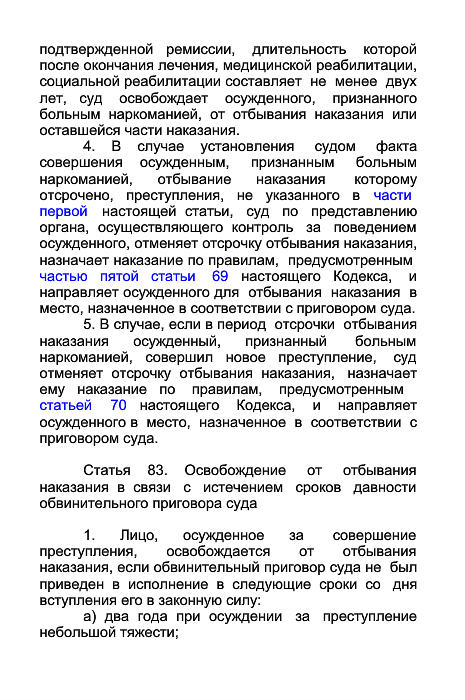 подтвержденной ремиссии, длительность которой
после окончания лечения, медицинской реабилитации,
социальной реабилитации составляет не менее двух
лет, суд освобождает осужденного, признанного
больным наркоманией, от отбывания наказания или
оставшейся части наказания.
4. В случае установления судом факта
совершения осужденным, признанным больным
наркоманией, отбывание наказания которому
отсрочено, преступления, не указанного в части
первой настоящей статьи, суд по представлению
органа, осуществляющего контроль за поведением
осужденного, отменяет отсрочку отбывания наказания,
назначает наказание по правилам, предусмотренным
частью пятой статьи 69 настоящего Кодекса, и
направляет осужденного для отбывания наказания в
место, назначенное в соответствии с приговором суда.
5. В случае, если в период отсрочки отбывания
наказания осужденный, признанный больным
наркоманией, совершил новое преступление, суд
отменяет отсрочку отбывания наказания, назначает
ему наказание по правилам, предусмотренным
статьей 70 настоящего Кодекса, и направляет
осужденного в место, назначенное в соответствии с
приговором суда.
Статья 83. Освобождение от отбывания
наказания в связи с истечением сроков давности
обвинительного приговора суда
1. Лицо, осужденное за совершение
преступления, освобождается от отбывания
наказания, если обвинительный приговор суда не был
приведен в исполнение в следующие сроки со дня
вступления его в законную силу:
а) два года при осуждении за преступление
небольшой тяжести;